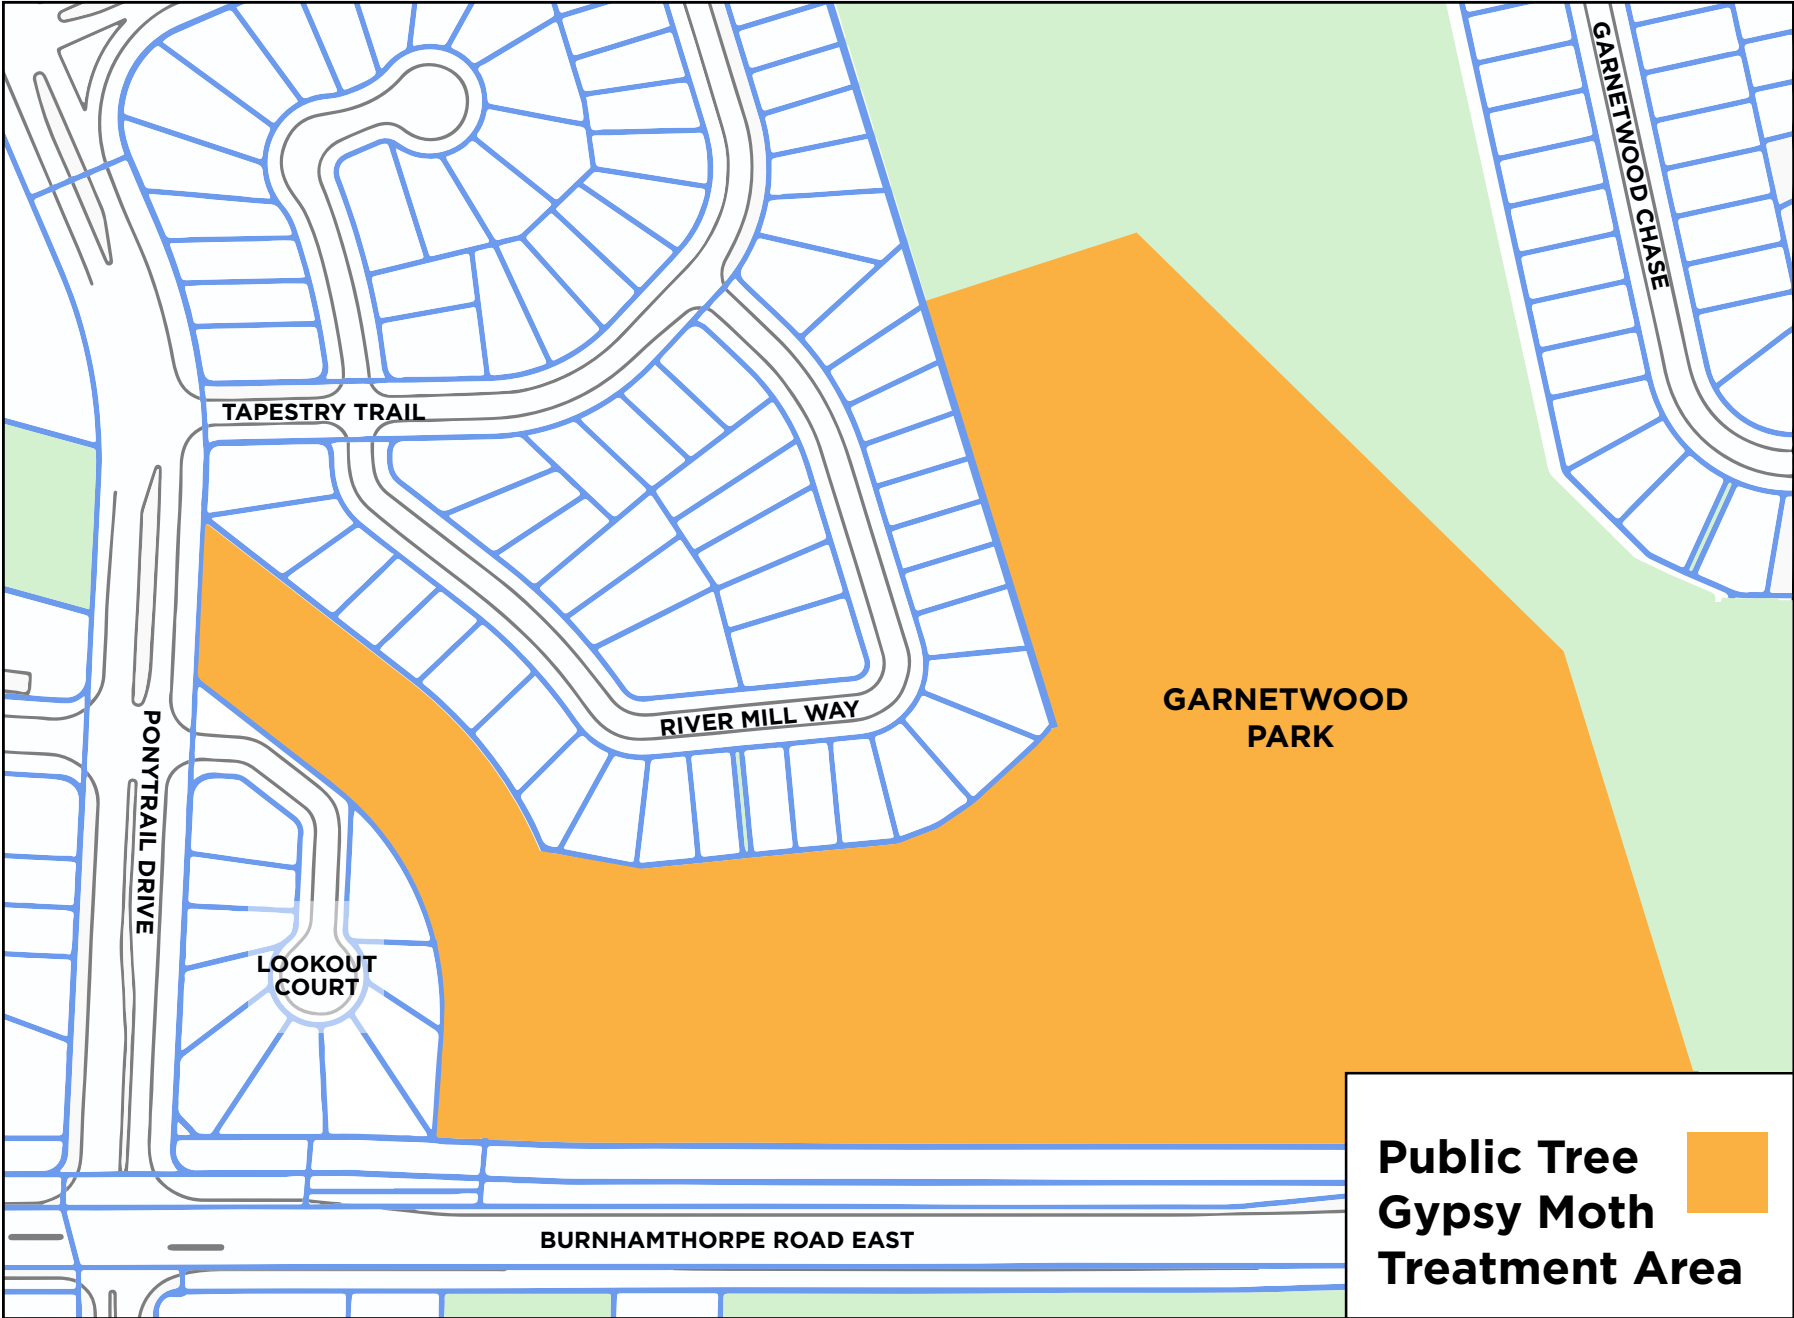 GARNETWOOD CHASE
TAPESTRY TRAIL
GARNETWOOD
PARK
RIVER MILL WAY
PONYTRAIL DRIVE
LOOKOUT
COURT
Public Tree
Gypsy Moth
Treatment Area
BURNHAMTHORPE ROAD EAST